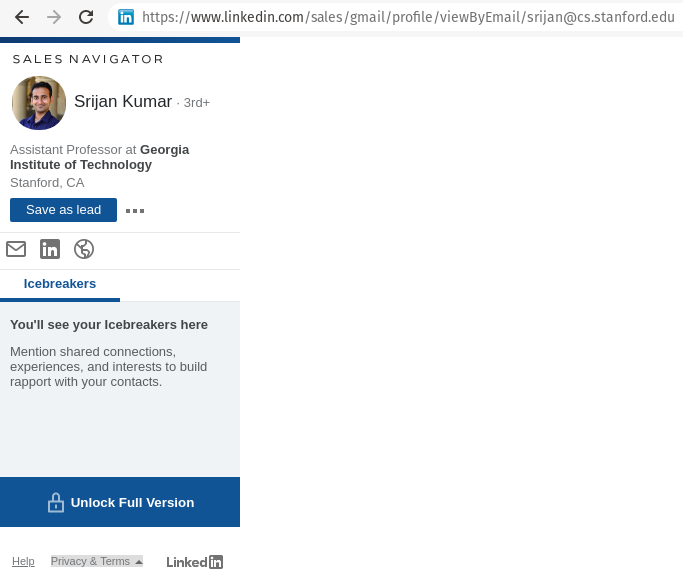 https://www.linkedin.com/sales/gmail/profile/viewByEmail/srijan@cs.stanford.edu
SALES NAVIGATOR
Srijan Kumar · 3rd+
Assistant Professor at Georgia
Institute of Technology
Stanford, CA
Save as lead
in
Icebreakers
You'll see your Icebreakers here
Mention shared connections,
experiences, and interests to build
rapport with your contacts.
Unlock Full Version
Help Privacy & Terms LinkedIn